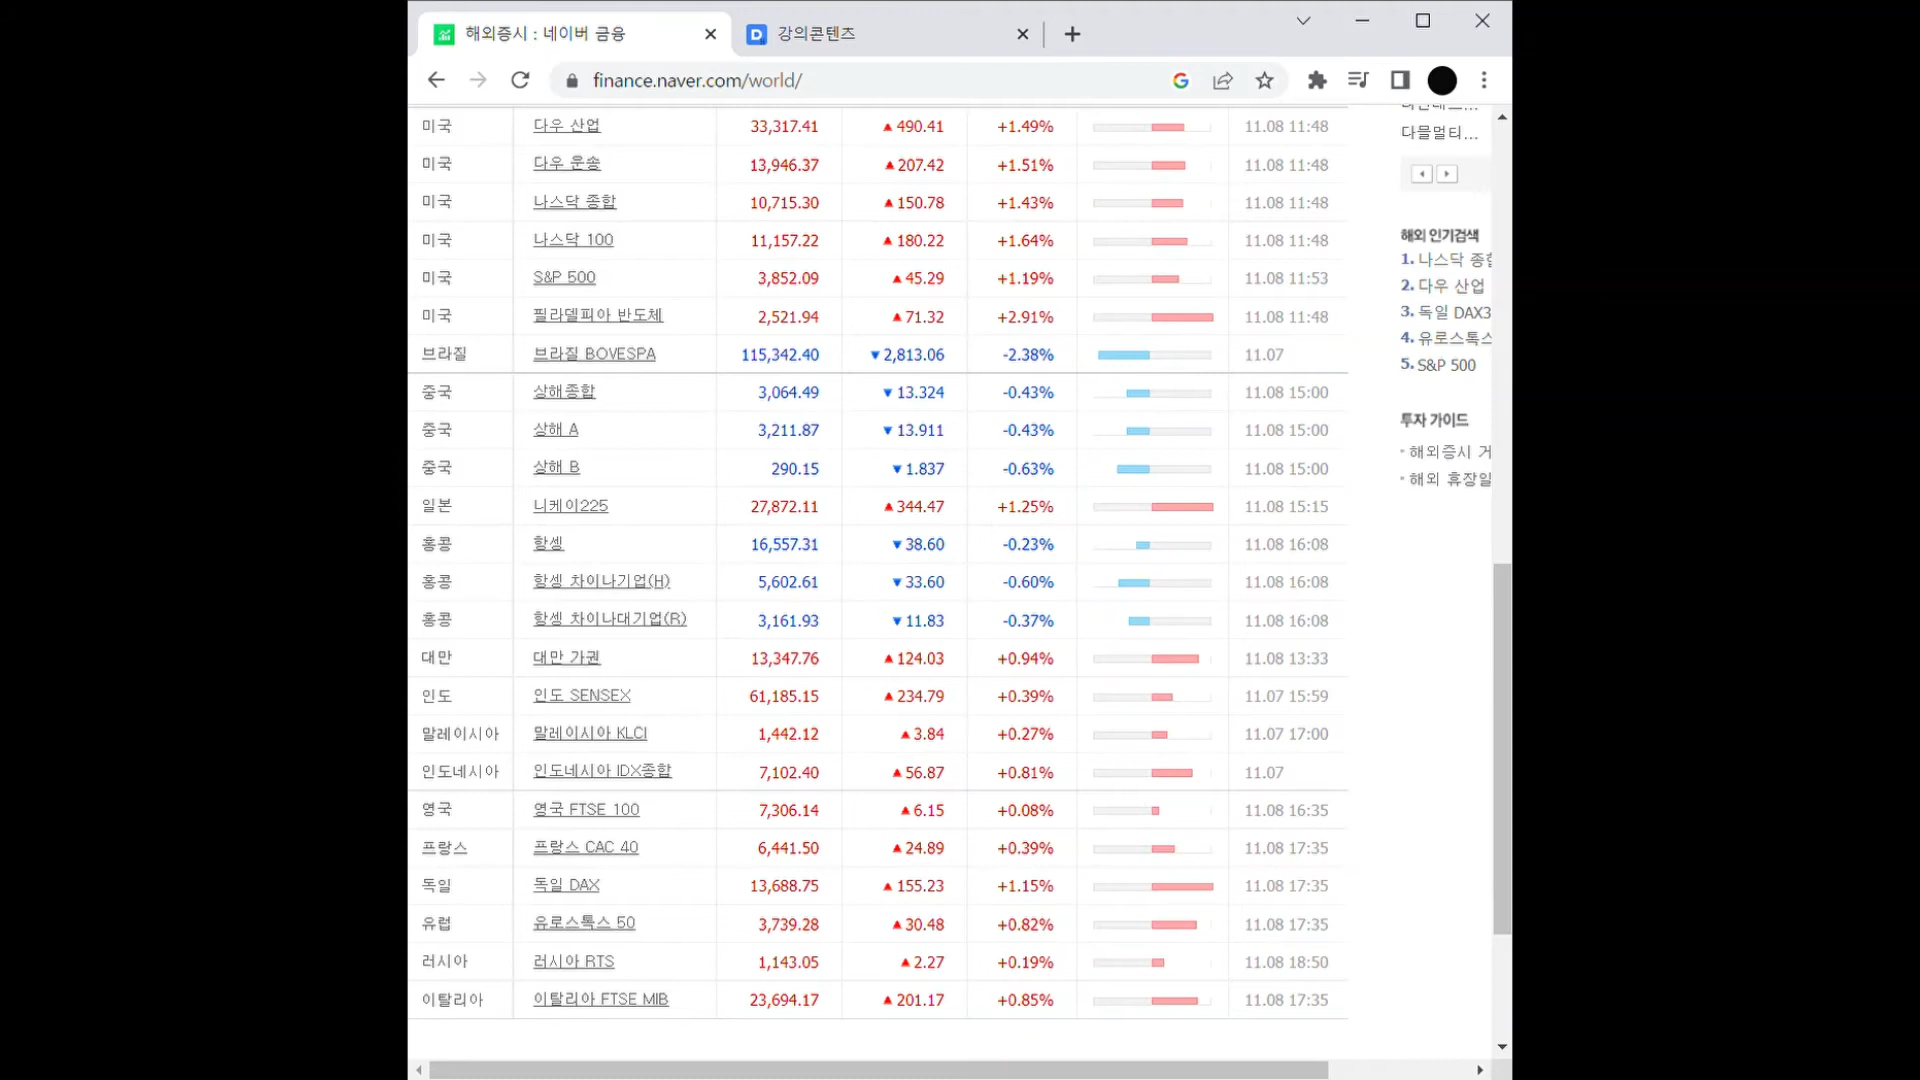 해외증시 : 네이버 금융
강의콘텐츠
finance.naver.com/world/
미국 다우 산업 33,317.41 ▲490.41 +1.49% 11.08 11:48
미국 다우 운송 13,946.37 ▲207.42 +1.51% 11.08 11:48
미국 나스닥 종합 10,715.30 ▲150.78 +1.43% 11.08 11:48
미국 나스닥 100 11,157.22 ▲180.22 +1.64% 11.08 11:48
미국 S&P 500 3,852.09 ▲45.29 +1.19% 11.08 11:53
미국 필라델피아 반도체 2,521.94 ▲71.32 +2.91% 11.08 11:48
브라질 브라질 BOVESPA 115,342.40 ▼2,813.06 -2.38% 11.07
중국 상해종합 3,064.49 ▼13.324 -0.43% 11.08 15:00
중국 상해 A 3,211.87 ▼13.911 -0.43% 11.08 15:00
중국 상해 B 290.15 ▼1.837 -0.63% 11.08 15:00
일본 니케이225 27,872.11 ▲344.47 +1.25% 11.08 15:15
홍콩 항셍 16,557.31 ▼38.60 -0.23% 11.08 16:08
홍콩 항셍 차이나기업(H) 5,602.61 ▼33.60 -0.60% 11.08 16:08
홍콩 항셍 차이나대기업(R) 3,161.93 ▼11.83 -0.37% 11.08 16:08
대만 대만 가권 13,347.76 ▲124.03 +0.94% 11.08 13:33
인도 인도 SENSEX 61,185.15 ▲234.79 +0.39% 11.07 15:59
말레이시아 말레이시아 KLCI 1,442.12 ▲3.84 +0.27% 11.07 17:00
인도네시아 인도네시아 IDX종합 7,102.40 ▲56.87 +0.81% 11.07
영국 영국 FTSE 100 7,306.14 ▲6.15 +0.08% 11.08 16:35
프랑스 프랑스 CAC 40 6,441.50 ▲24.89 +0.39% 11.08 17:35
독일 독일 DAX 13,688.75 ▲155.23 +1.15% 11.08 17:35
유럽 유로스톡스 50 3,739.28 ▲30.48 +0.82% 11.08 17:35
러시아 러시아 RTS 1,143.05 ▲2.27 +0.19% 11.08 18:50
이탈리아 이탈리아 FTSE MIB 23,694.17 ▲201.17 +0.85% 11.08 17:35
다믈멀티...
해외 인기검색
1. 나스닥 종합
2. 다우 산업
3. 독일 DAX3
4. 유로스톡스
5. S&P 500
투자 가이드
해외증시 거
해외 휴장일